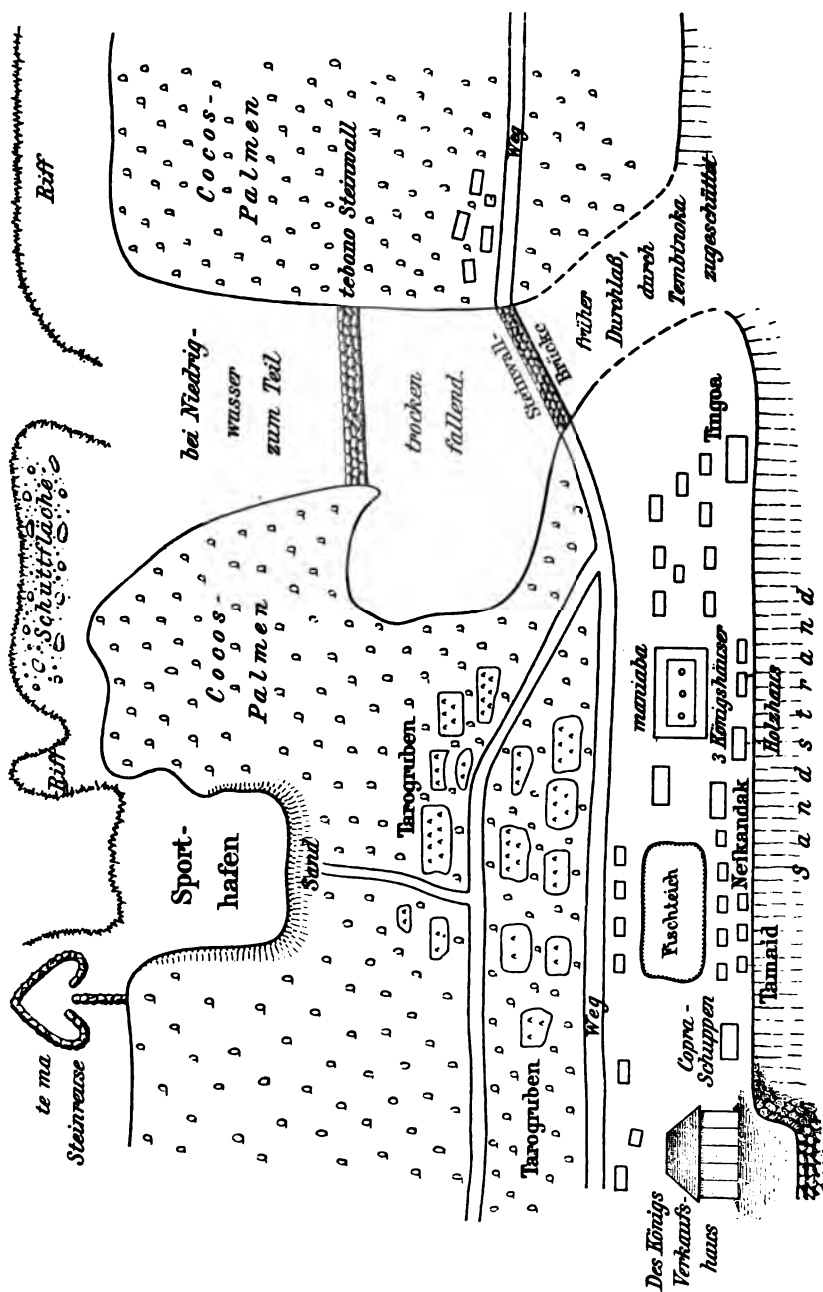 te ma
Steinreuse
Riff
Schuttfläche
Riff
Sport-
hafen
Sand
Cocos-
Palmen
bei Niedrig-
wasser
zum Teil
trocken
fallend.
Cocos-
Palmen
tebono Steinwall
Tarogruben
Tarogruben
Weg
Weg
Steinwall-
Brücke
früher
Durchlaß,
durch
Tembinoka
zugeschüttet
Des Königs
Verkaufs-
haus
Copra-
Schuppen
Fischteich
Tamaid
Neikandak
maniaba
3 Königshäuser
Holzhaus
Tingoa
Sandstrand